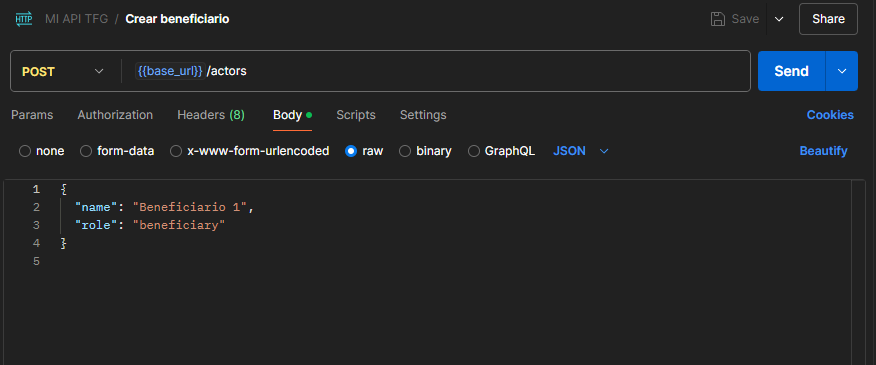 HTTP MI API TFG / Crear beneficiario Save Share
POST {{base_url}} /actors Send
Params Authorization Headers (8) Body Scripts Settings Cookies
none form-data x-www-form-urlencoded raw binary GraphQL JSON Beautify
1 {
2 "name": "Beneficiario 1",
3 "role": "beneficiary"
4 }
5